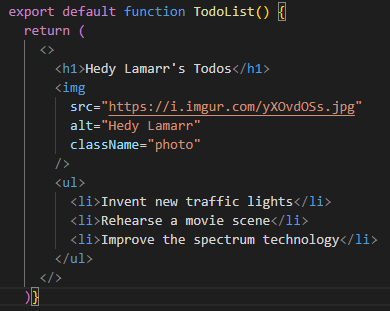 export default function TodoList() {
  return (
    <>
      <h1>Hedy Lamarr's Todos</h1>
      <img
        src="https://i.imgur.com/yXOvdOSs.jpg"
        alt="Hedy Lamarr"
        className="photo"
      />
      <ul>
        <li>Invent new traffic lights</li>
        <li>Rehearse a movie scene</li>
        <li>Improve the spectrum technology</li>
      </ul>
    </>
  )}